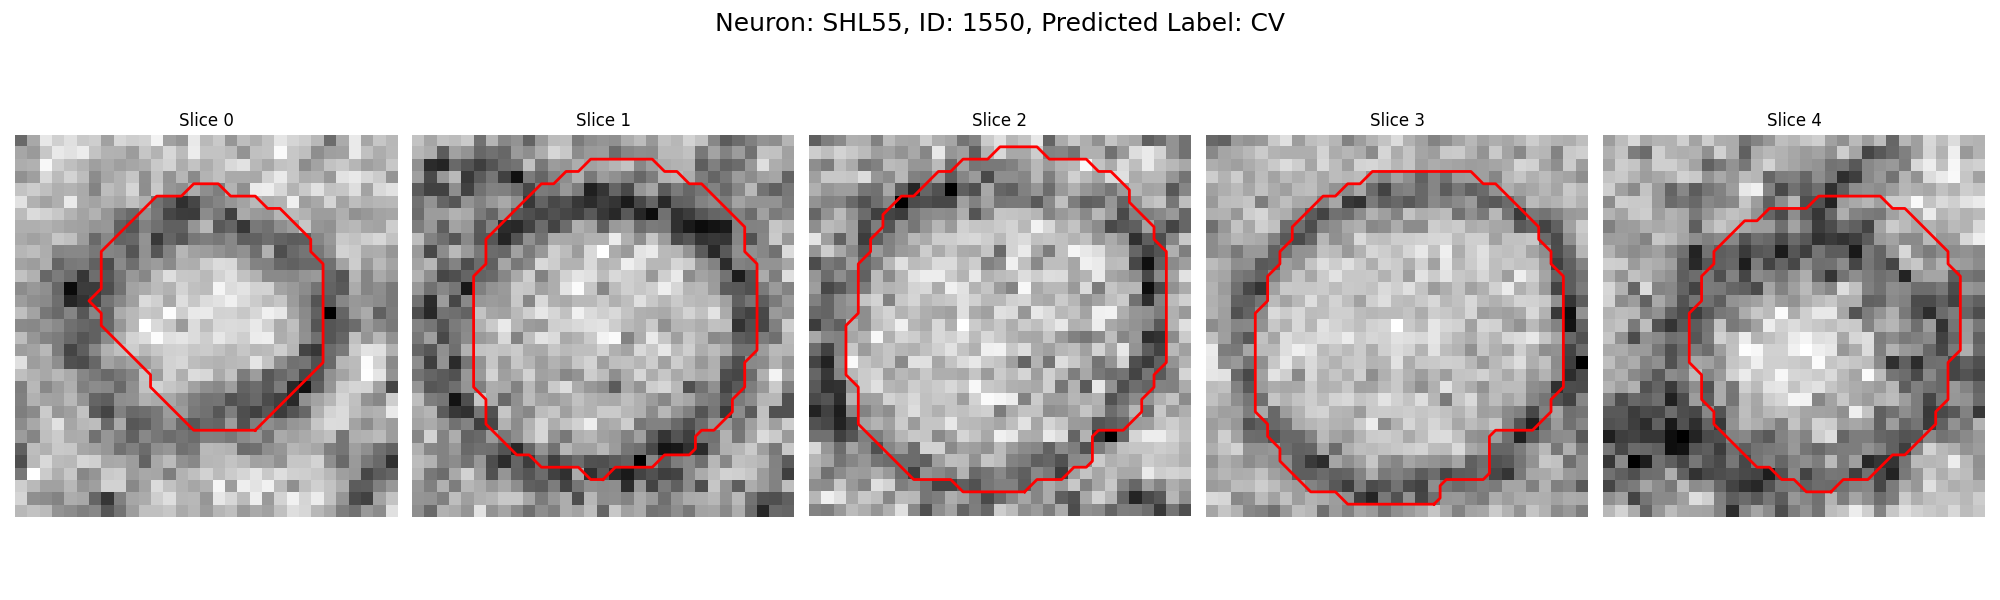 Neuron: SHL55, ID: 1550, Predicted Label: CV
Slice 0
Slice 1
Slice 2
Slice 3
Slice 4